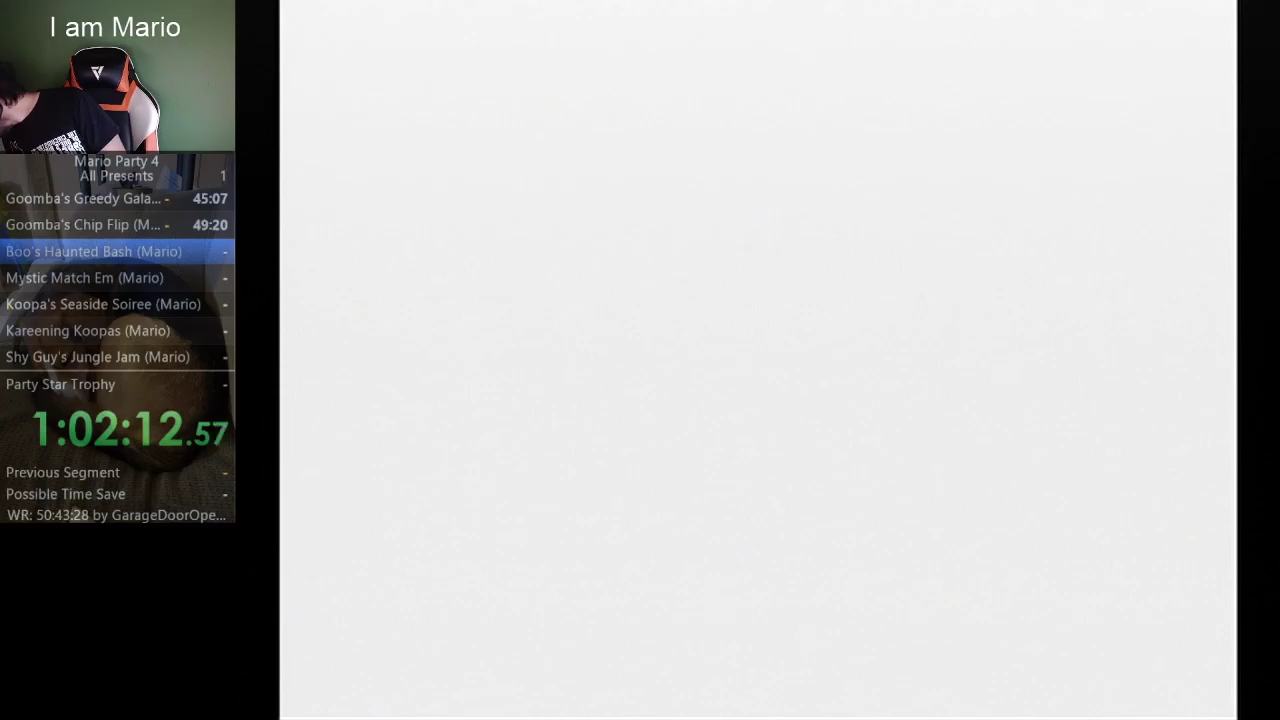 I am Mario
Mario Party 4
All Presents 1
Goomba's Greedy Gala... - 45:07
Goomba's Chip Flip (M... - 49:20
Boo's Haunted Bash (Mario) -
Mystic Match Em (Mario) -
Koopa's Seaside Soiree (Mario) -
Kareening Koopas (Mario) -
Shy Guy's Jungle Jam (Mario) -
Party Star Trophy -
1:02:12.57
Previous Segment -
Possible Time Save -
WR: 50:43:28 by GarageDoorOpe...